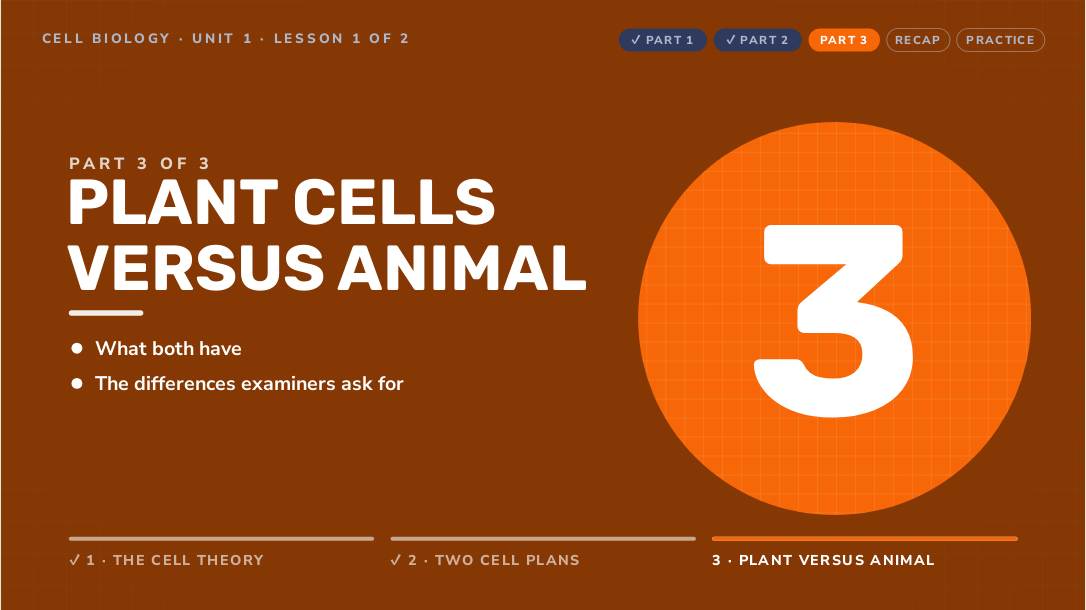 CELL BIOLOGY · UNIT 1 · LESSON 1 OF 2
✓ PART 1
✓ PART 2
PART 3
RECAP
PRACTICE
PART 3 OF 3
PLANT CELLS
VERSUS ANIMAL
● What both have
● The differences examiners ask for
3
✓ 1 · THE CELL THEORY
✓ 2 · TWO CELL PLANS
3 · PLANT VERSUS ANIMAL